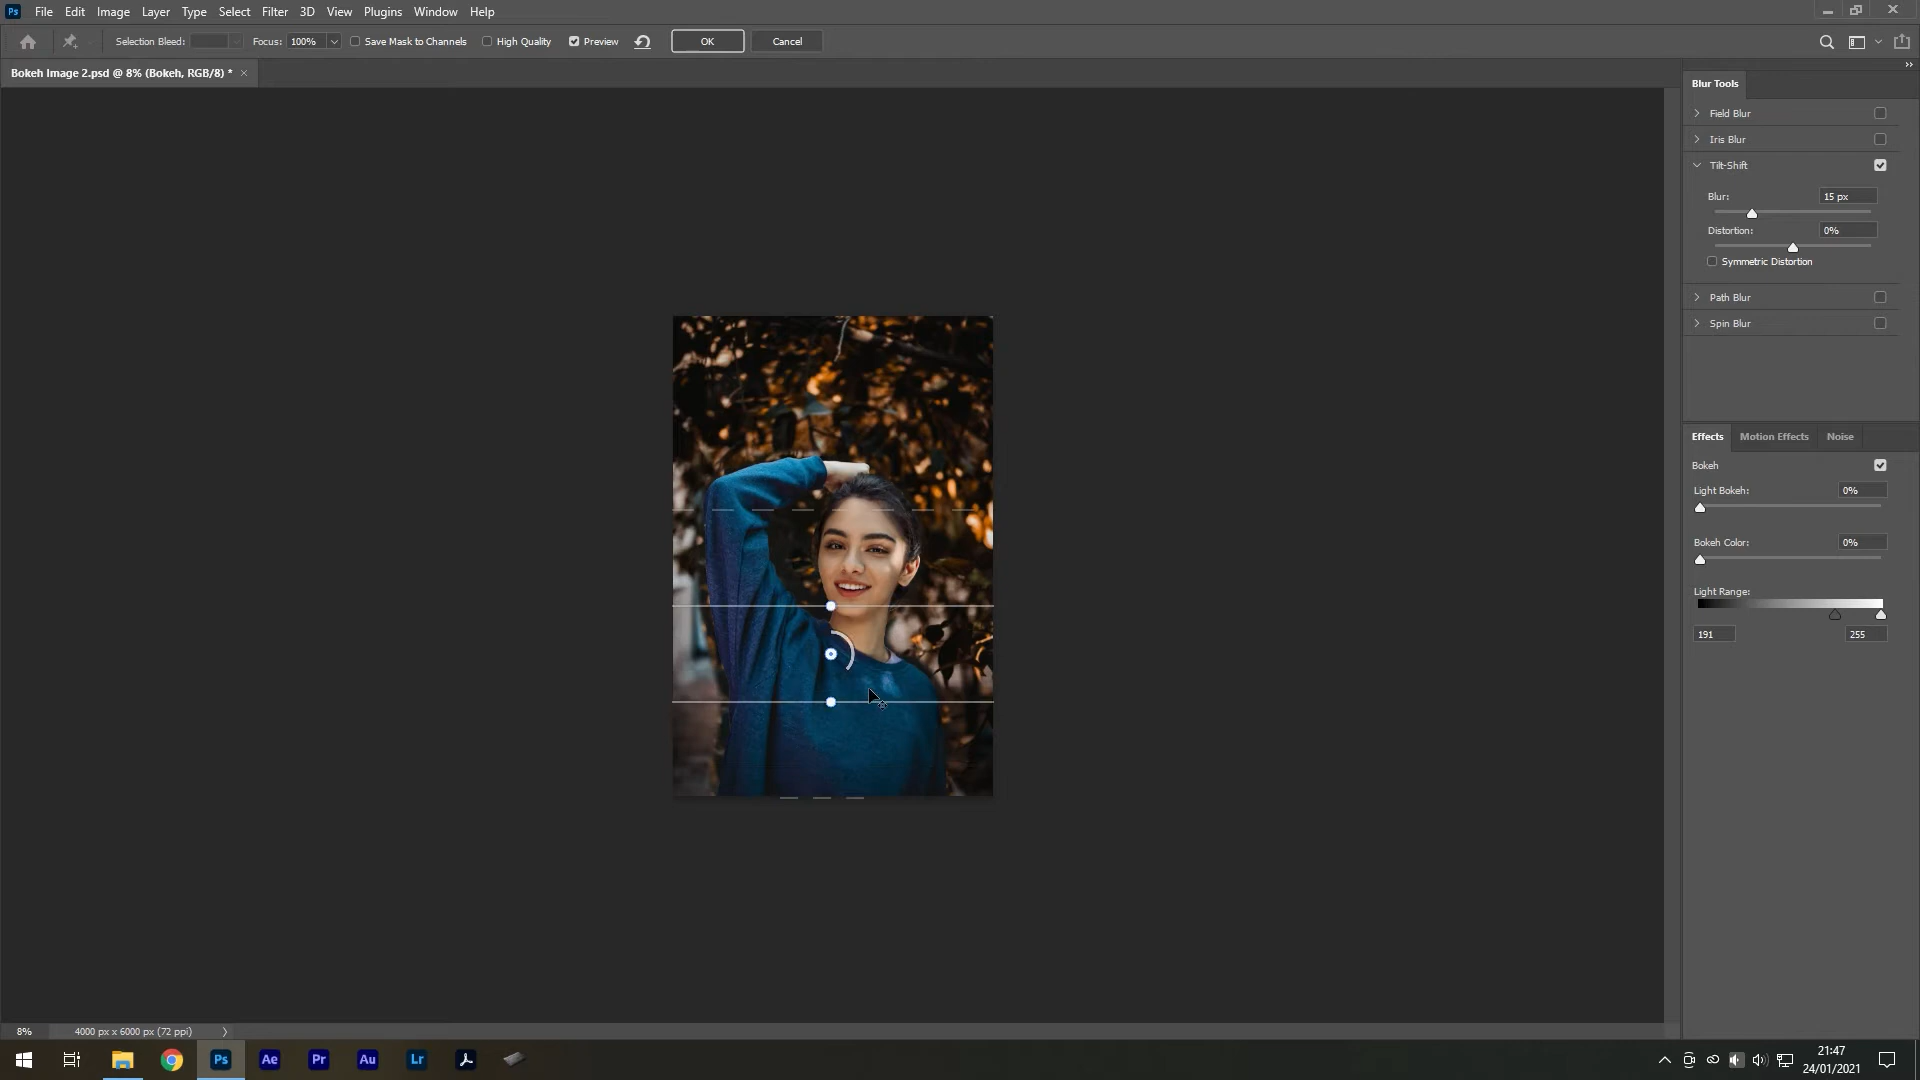 Ps File Edit Image Layer Type Select Filter 3D View Plugins Window Help
Selection Bleed: Focus: 100% Save Mask to Channels High Quality Preview OK Cancel
Bokeh Image 2.psd @ 8% (Bokeh, RGB/8) * ×
Blur Tools
Field Blur
Iris Blur
Tilt-Shift
Blur: 15 px
Distortion: 0%
Symmetric Distortion
Path Blur
Spin Blur
Effects Motion Effects Noise
Bokeh
Light Bokeh: 0%
Bokeh Color: 0%
Light Range:
191 255
8% 4000 px x 6000 px (72 ppi)
Ps Ae Pr Au Lr
21:47
24/01/2021